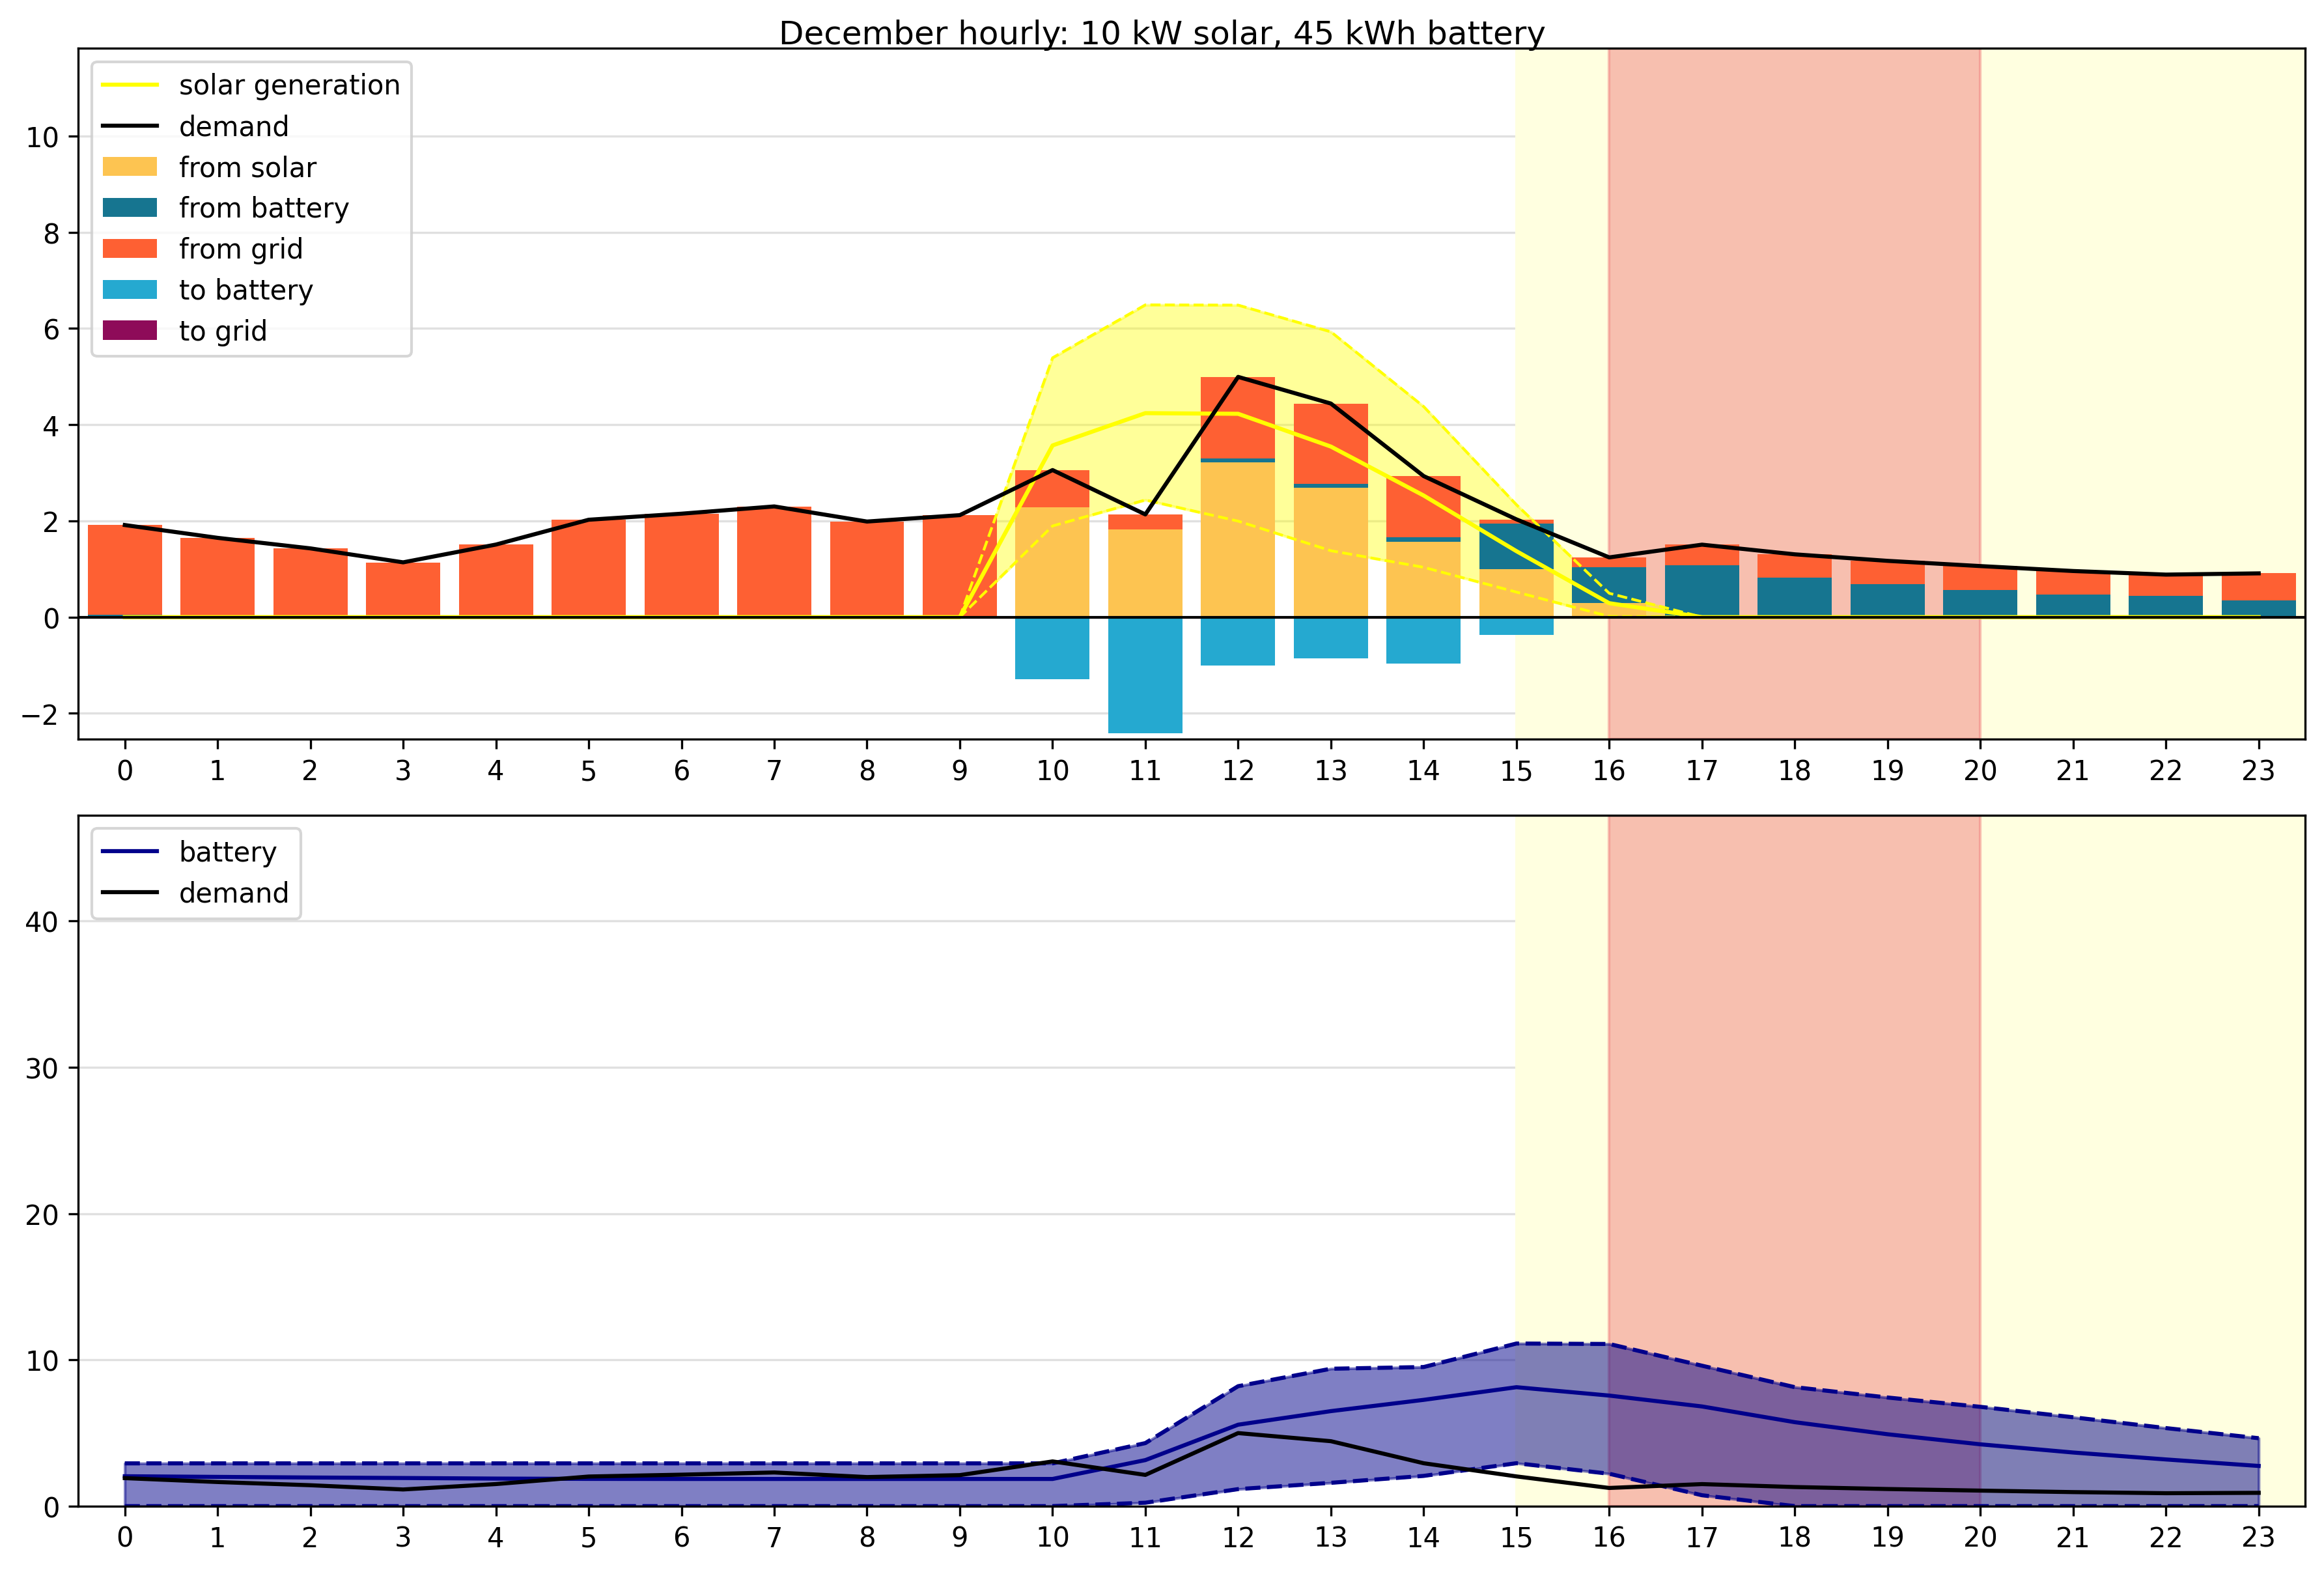 December hourly: 10 kW solar, 45 kWh battery
solar generation
demand
from solar
from battery
from grid
to battery
to grid
10
8
6
4
2
0
−2
0 1 2 3 4 5 6 7 8 9 10 11 12 13 14 15 16 17 18 19 20 21 22 23
battery
demand
40
30
20
10
0
0 1 2 3 4 5 6 7 8 9 10 11 12 13 14 15 16 17 18 19 20 21 22 23